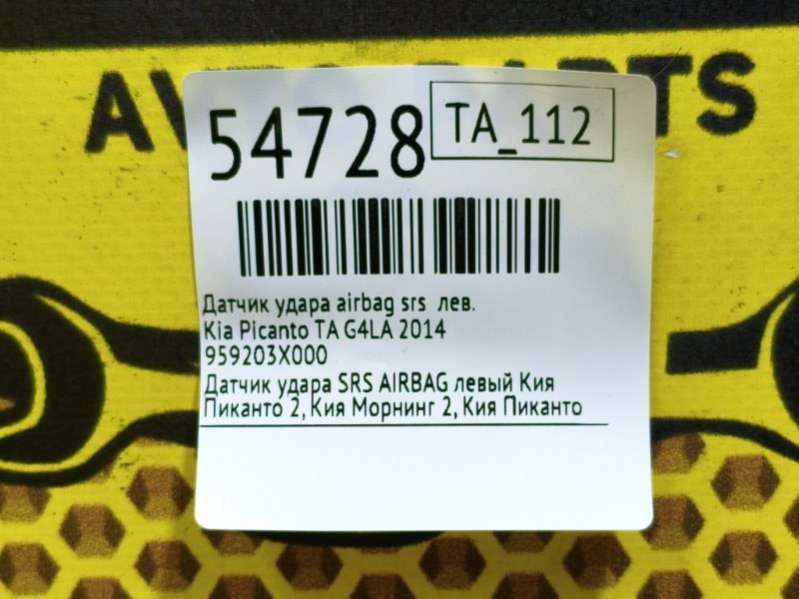 54728
TA_112
Датчик удара airbag srs лев.
Kia Picanto TA G4LA 2014
959203X000
Датчик удара SRS AIRBAG левый Кия
Пиканто 2, Кия Морнинг 2, Кия Пиканто